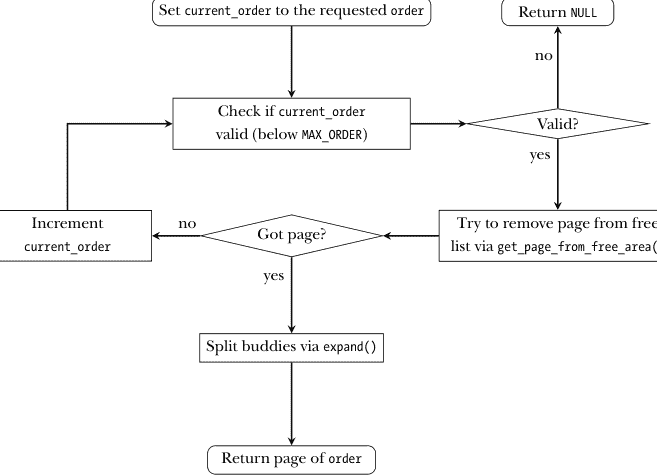 Set current_order to the requested order
Return NULL
no
Check if current_order
valid (below MAX_ORDER)
Valid?
yes
Increment
current_order
no
Got page?
Try to remove page from free
list via get_page_from_free_area(
yes
Split buddies via expand()
Return page of order